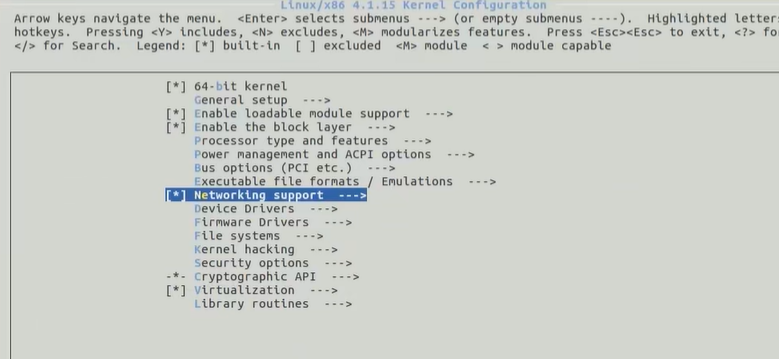 Linux/x86 4.1.15 Kernel Configuration
Arrow keys navigate the menu. <Enter> selects submenus ---> (or empty submenus ----). Highlighted letter
hotkeys. Pressing <Y> includes, <N> excludes, <M> modularizes features. Press <Esc><Esc> to exit, <?> fo
</> for Search. Legend: [*] built-in [ ] excluded <M> module < > module capable
[*] 64-bit kernel
General setup --->
[*] Enable loadable module support --->
[*] Enable the block layer --->
Processor type and features --->
Power management and ACPI options --->
Bus options (PCI etc.) --->
Executable file formats / Emulations --->
[*] Networking support --->
Device Drivers --->
Firmware Drivers --->
File systems --->
Kernel hacking --->
Security options --->
-*- Cryptographic API --->
[*] Virtualization --->
Library routines --->